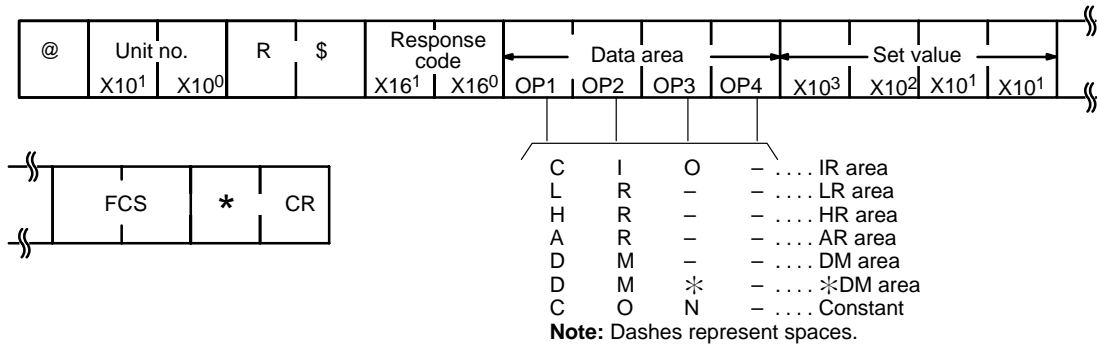 @ Unit no. R $ Response code Data area Set value
X10¹ X10⁰ X16¹ X16⁰ OP1 OP2 OP3 OP4 X10³ X10² X10¹ X10¹
FCS * CR
C I O – . . . . IR area
L R – – . . . . LR area
H R – – . . . . HR area
A R – – . . . . AR area
D M – – . . . . DM area
D M * – . . . . *DM area
C O N – . . . . Constant
Note: Dashes represent spaces.